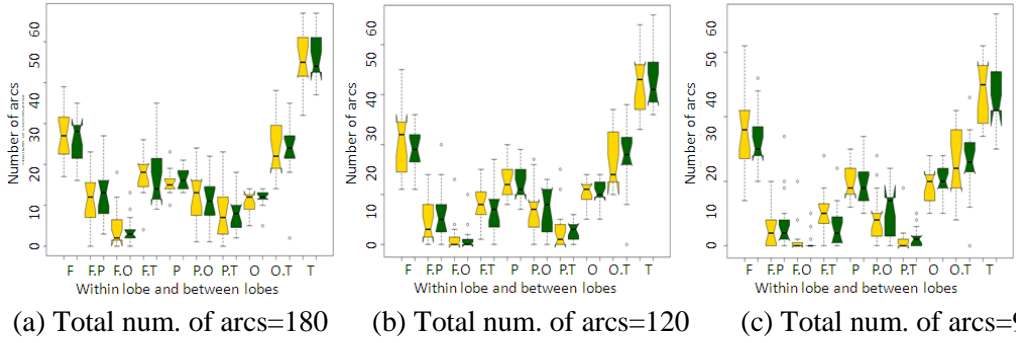 Number of arcs
60
50
40
30
20
10
0
F F.P F.O F.T P P.O P.T O O.T T
Within lobe and between lobes
(a) Total num. of arcs=180
Number of arcs
60
50
40
30
20
10
0
F F.P F.O F.T P P.O P.T O O.T T
Within lobe and between lobes
(b) Total num. of arcs=120
Number of arcs
60
50
40
30
20
10
0
F F.P F.O F.T P P.O P.T O O.T T
Within lobe and between lobes
(c) Total num. of arcs=9